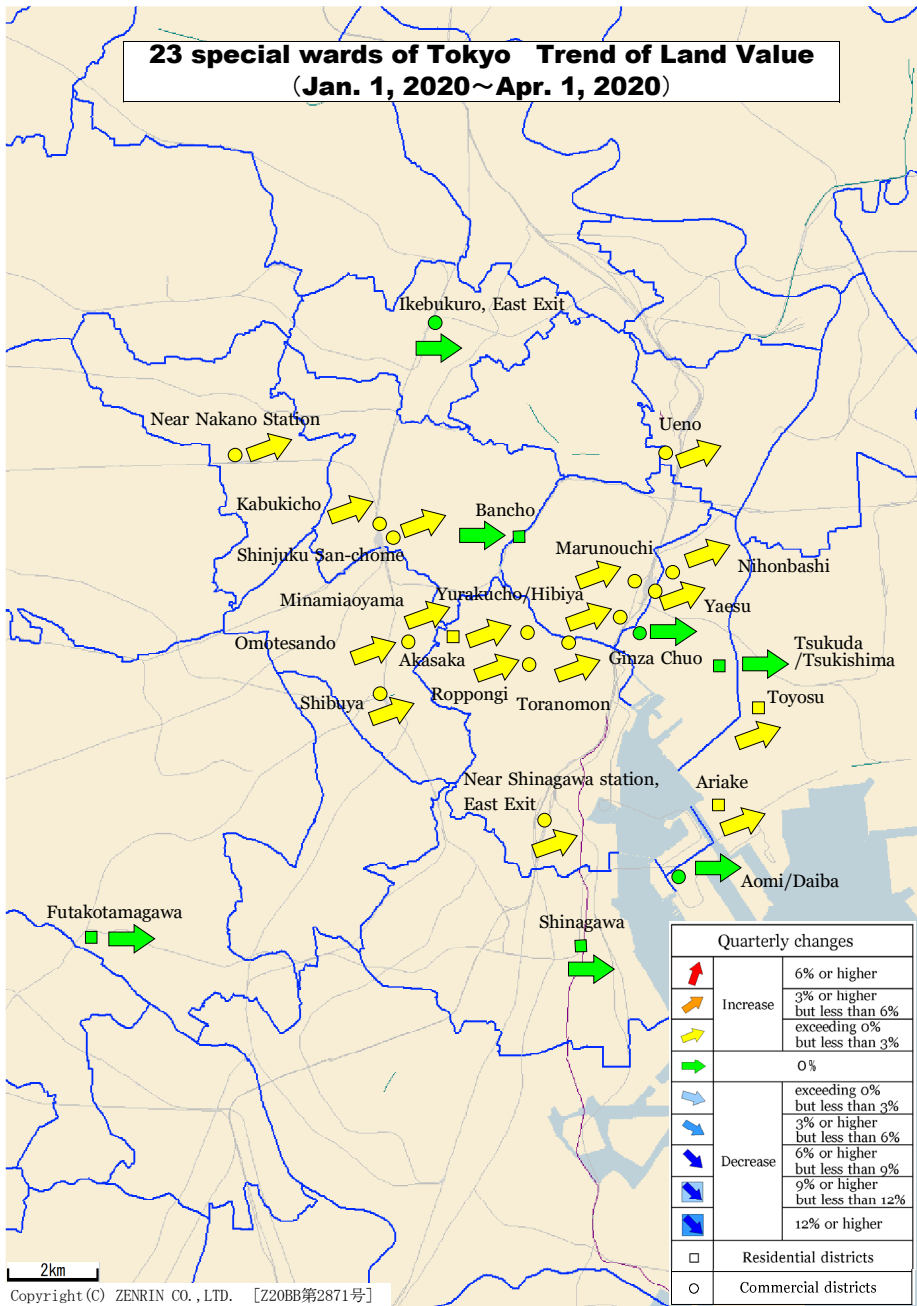 23 special wards of Tokyo Trend of Land Value
（Jan. 1, 2020～Apr. 1, 2020）
Ikebukuro, East Exit
Near Nakano Station
Ueno
Kabukicho
Bancho
Shinjuku San-chome
Marunouchi
Nihonbashi
Minamiaoyama
Yurakucho/Hibiya
Yaesu
Omotesando
Akasaka
Ginza Chuo
Tsukuda
/Tsukishima
Roppongi
Toranomon
Shibuya
Toyosu
Near Shinagawa station,
East Exit
Ariake
Aomi/Daiba
Futakotamagawa
Shinagawa
Quarterly changes
Increase
6% or higher
3% or higher
but less than 6%
exceeding 0%
but less than 3%
0%
Decrease
exceeding 0%
but less than 3%
3% or higher
but less than 6%
6% or higher
but less than 9%
9% or higher
but less than 12%
12% or higher
Residential districts
Commercial districts
2km
Copyright(C) ZENRIN CO.,LTD. [Z20BB第2871号]